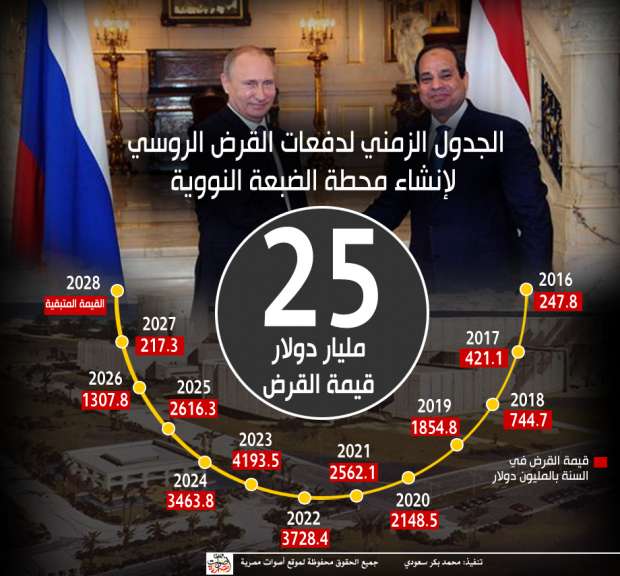 الجدول الزمني لدفعات القرض الروسي
لإنشاء محطة الضبعة النووية
25
مليار دولار
قيمة القرض
2016
247.8
2017
421.1
2018
744.7
2019
1854.8
2020
2148.5
2021
2562.1
2022
3728.4
2023
4193.5
2024
3463.8
2025
2616.3
2026
1307.8
2027
217.3
2028
القيمة المتبقية
قيمة القرض في
السنة بالمليون دولار
تنفيذ: محمد بكر سعودي
جميع الحقوق محفوظة لموقع أصوات مصرية